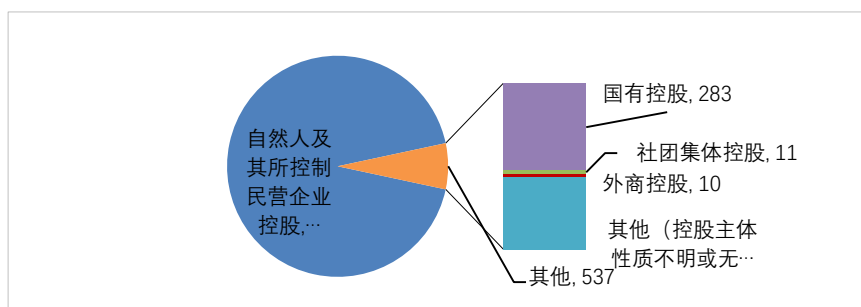 自然人及
其所控制
民营企业
控股,…
国有控股, 283
社团集体控股, 11
外商控股, 10
其他（控股主体
性质不明或无…
其他, 537